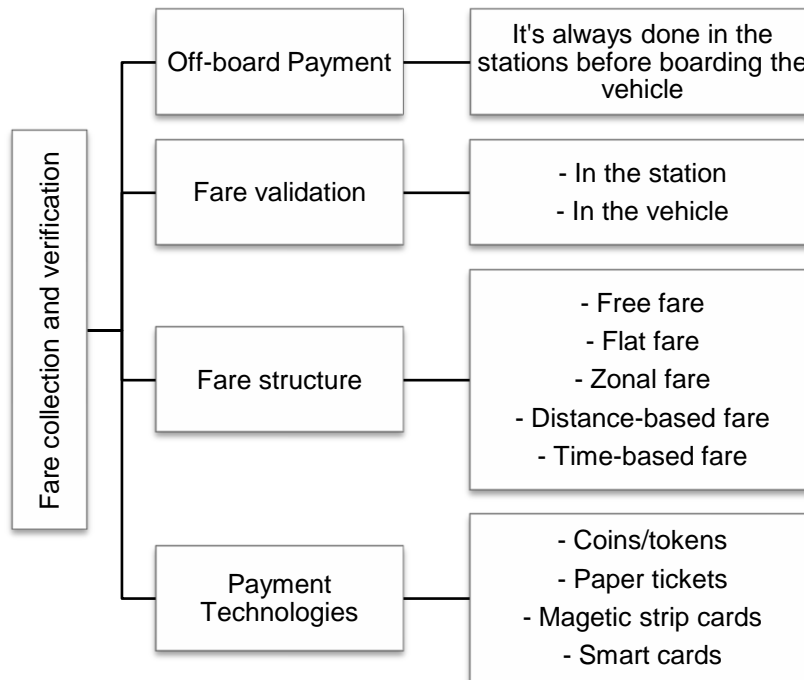 Fare collection and verification
Off-board Payment
It's always done in the
stations before boarding the
vehicle
Fare validation
- In the station
- In the vehicle
Fare structure
- Free fare
- Flat fare
- Zonal fare
- Distance-based fare
- Time-based fare
Payment
Technologies
- Coins/tokens
- Paper tickets
- Magetic strip cards
- Smart cards